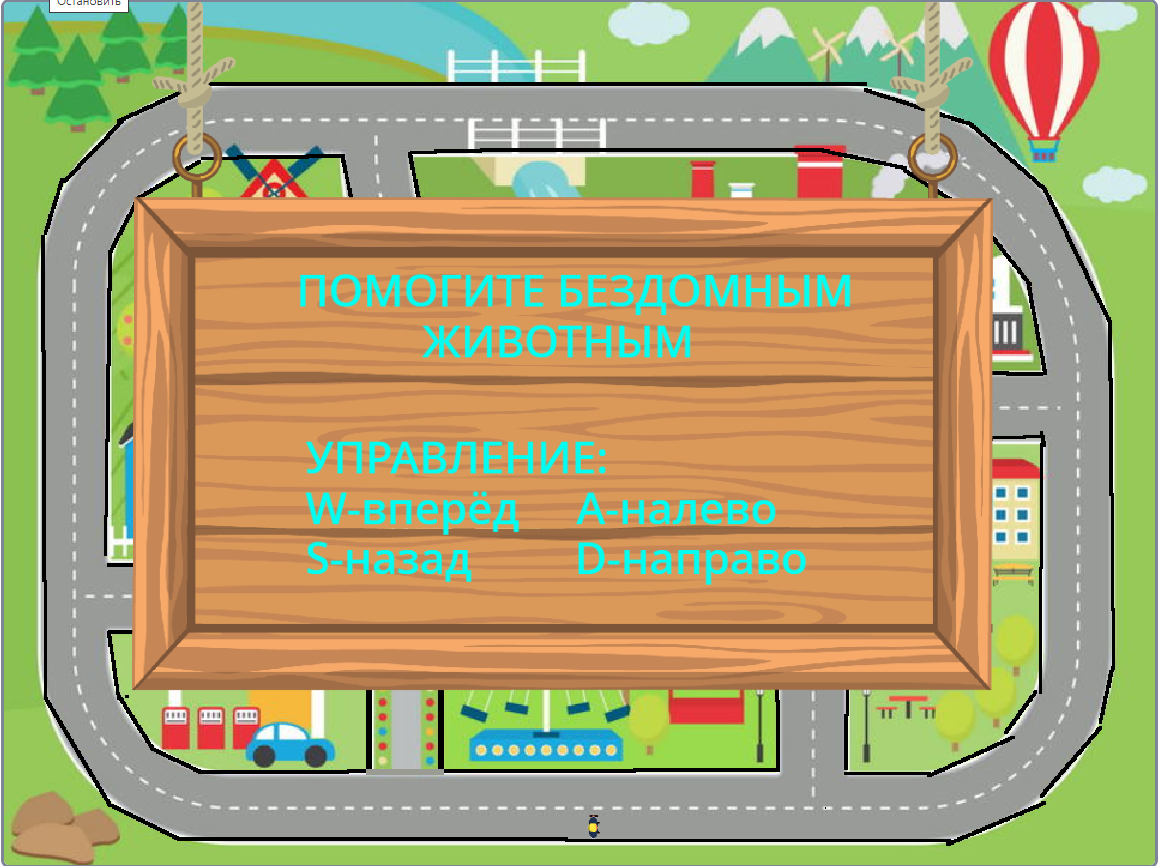 Остановить
ПОМОГИТЕ БЕЗДОМНЫМ
ЖИВОТНЫМ
УПРАВЛЕНИЕ:
W-вперёд A-налево
S-назад D-направо